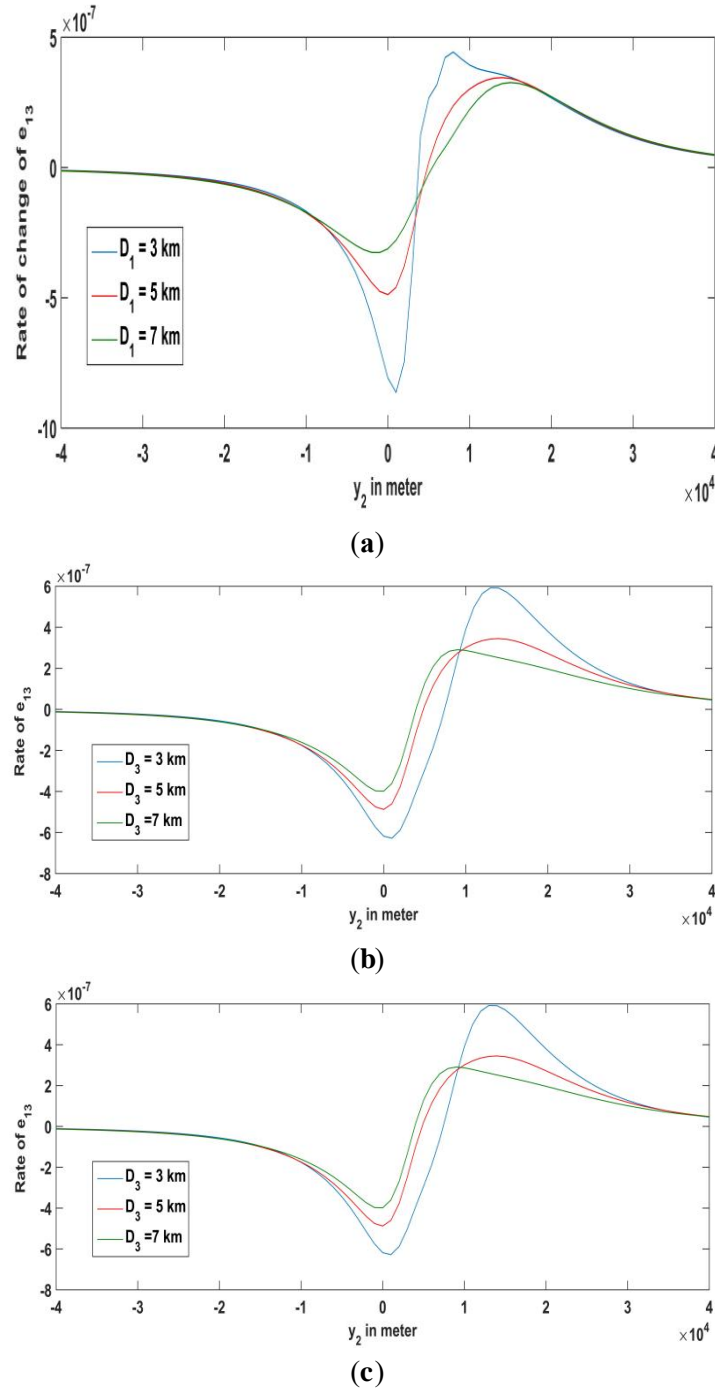 ×10⁻⁷
5
0
-5
-10
Rate of change of e₁₃
D₁ = 3 km
D₁ = 5 km
D₁ = 7 km
-4 -3 -2 -1 0 1 2 3 4
y₂ in meter
×10⁴
(a)
×10⁻⁷
6
4
2
0
-2
-4
-6
-8
Rate of e₁₃
D₃ = 3 km
D₃ = 5 km
D₃ =7 km
-4 -3 -2 -1 0 1 2 3 4
y₂ in meter
×10⁴
(b)
×10⁻⁷
6
4
2
0
-2
-4
-6
-8
Rate of e₁₃
D₃ = 3 km
D₃ = 5 km
D₃ =7 km
-4 -3 -2 -1 0 1 2 3 4
y₂ in meter
×10⁴
(c)